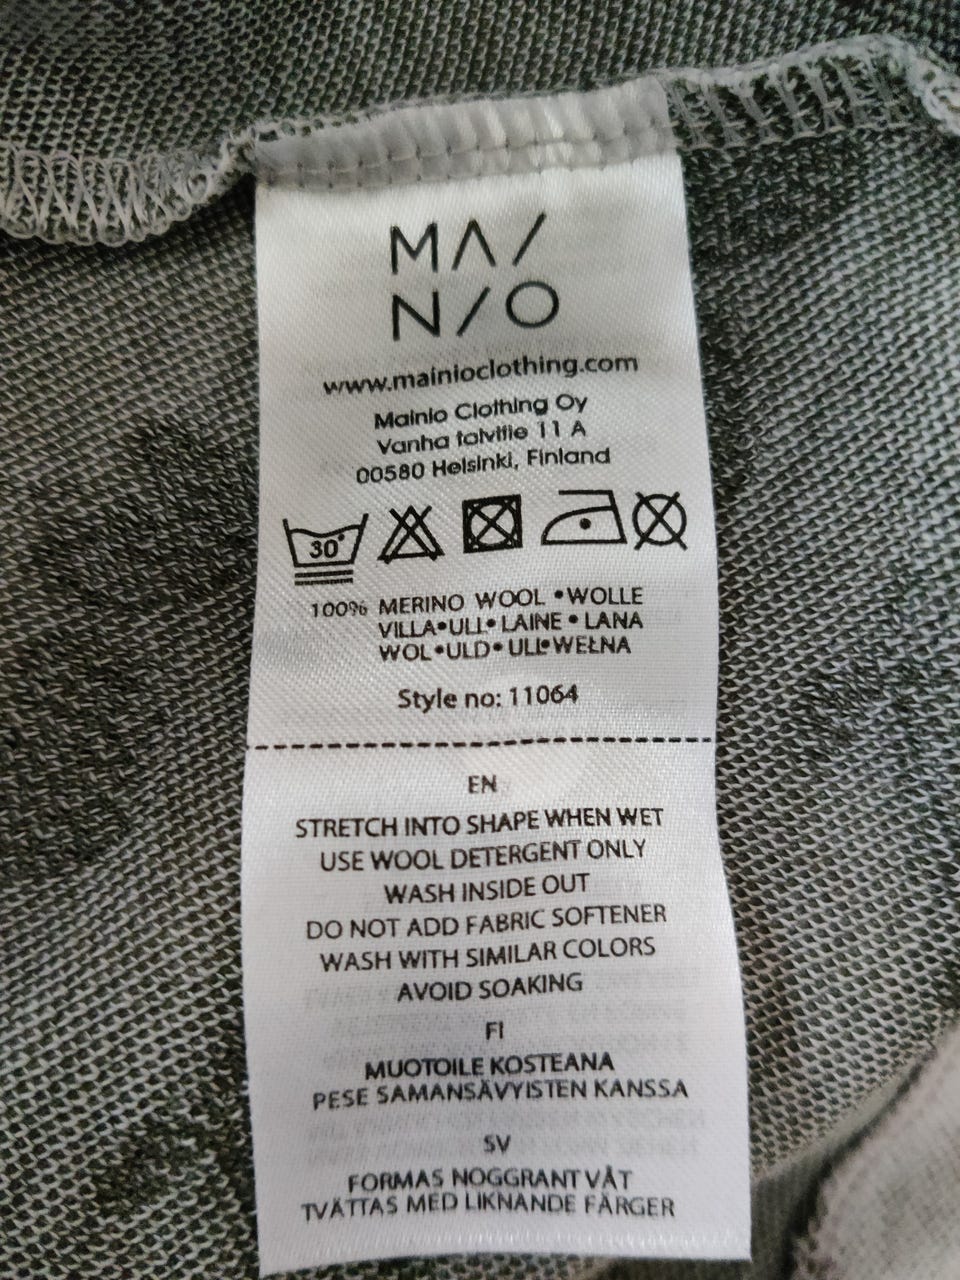 MA/
N/O
www.mainioclothing.com
Mainio Clothing Oy
Vanha talvitie 11 A
00580 Helsinki, Finland
30°
100% MERINO WOOL • WOLLE
VILLA • ULL • LAINE • LANA
WOL • ULD • ULL • WEŁNA
Style no: 11064
EN
STRETCH INTO SHAPE WHEN WET
USE WOOL DETERGENT ONLY
WASH INSIDE OUT
DO NOT ADD FABRIC SOFTENER
WASH WITH SIMILAR COLORS
AVOID SOAKING
FI
MUOTOILE KOSTEANA
PESE SAMANSÄVYISTEN KANSSA
SV
FORMAS NOGGRANT VÅT
TVÄTTAS MED LIKNANDE FÄRGER